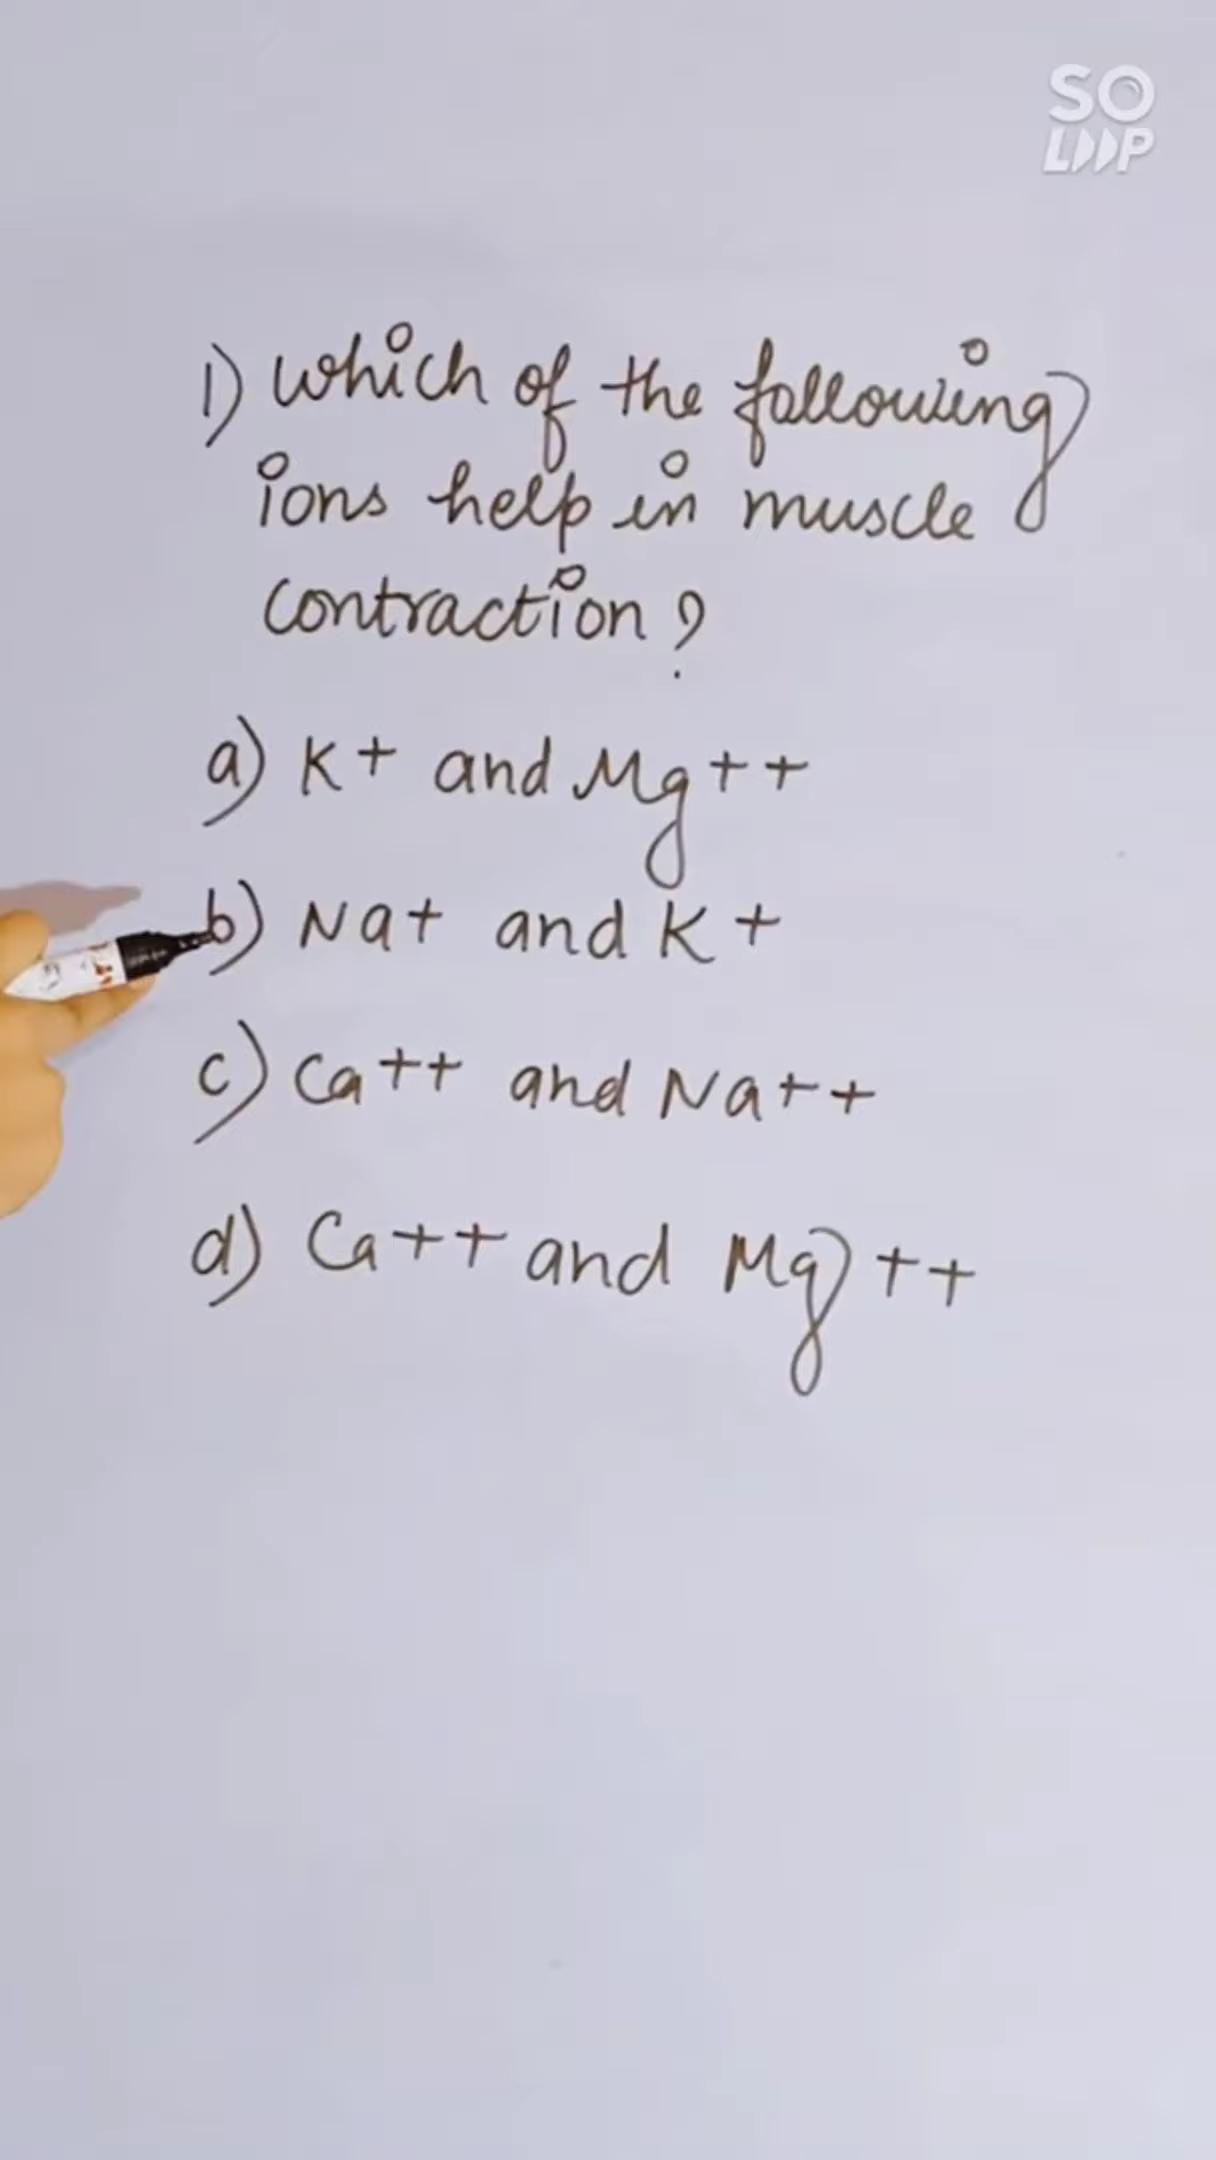 SO
LOOP
1) Which of the following
ions help in muscle
contraction?
a) K+ and Mg++
b) Na+ and K+
c) Ca++ and Na++
d) Ca++ and Mg++